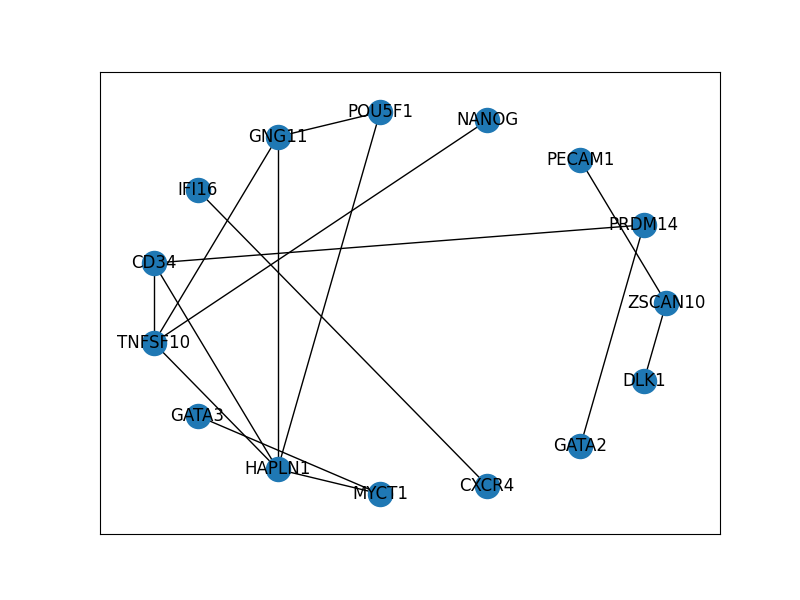 POU5F1
NANOG
GNG11
PECAM1
IFI16
PRDM14
CD34
ZSCAN10
TNFSF10
DLK1
GATA3
GATA2
HAPLN1
CXCR4
MYCT1